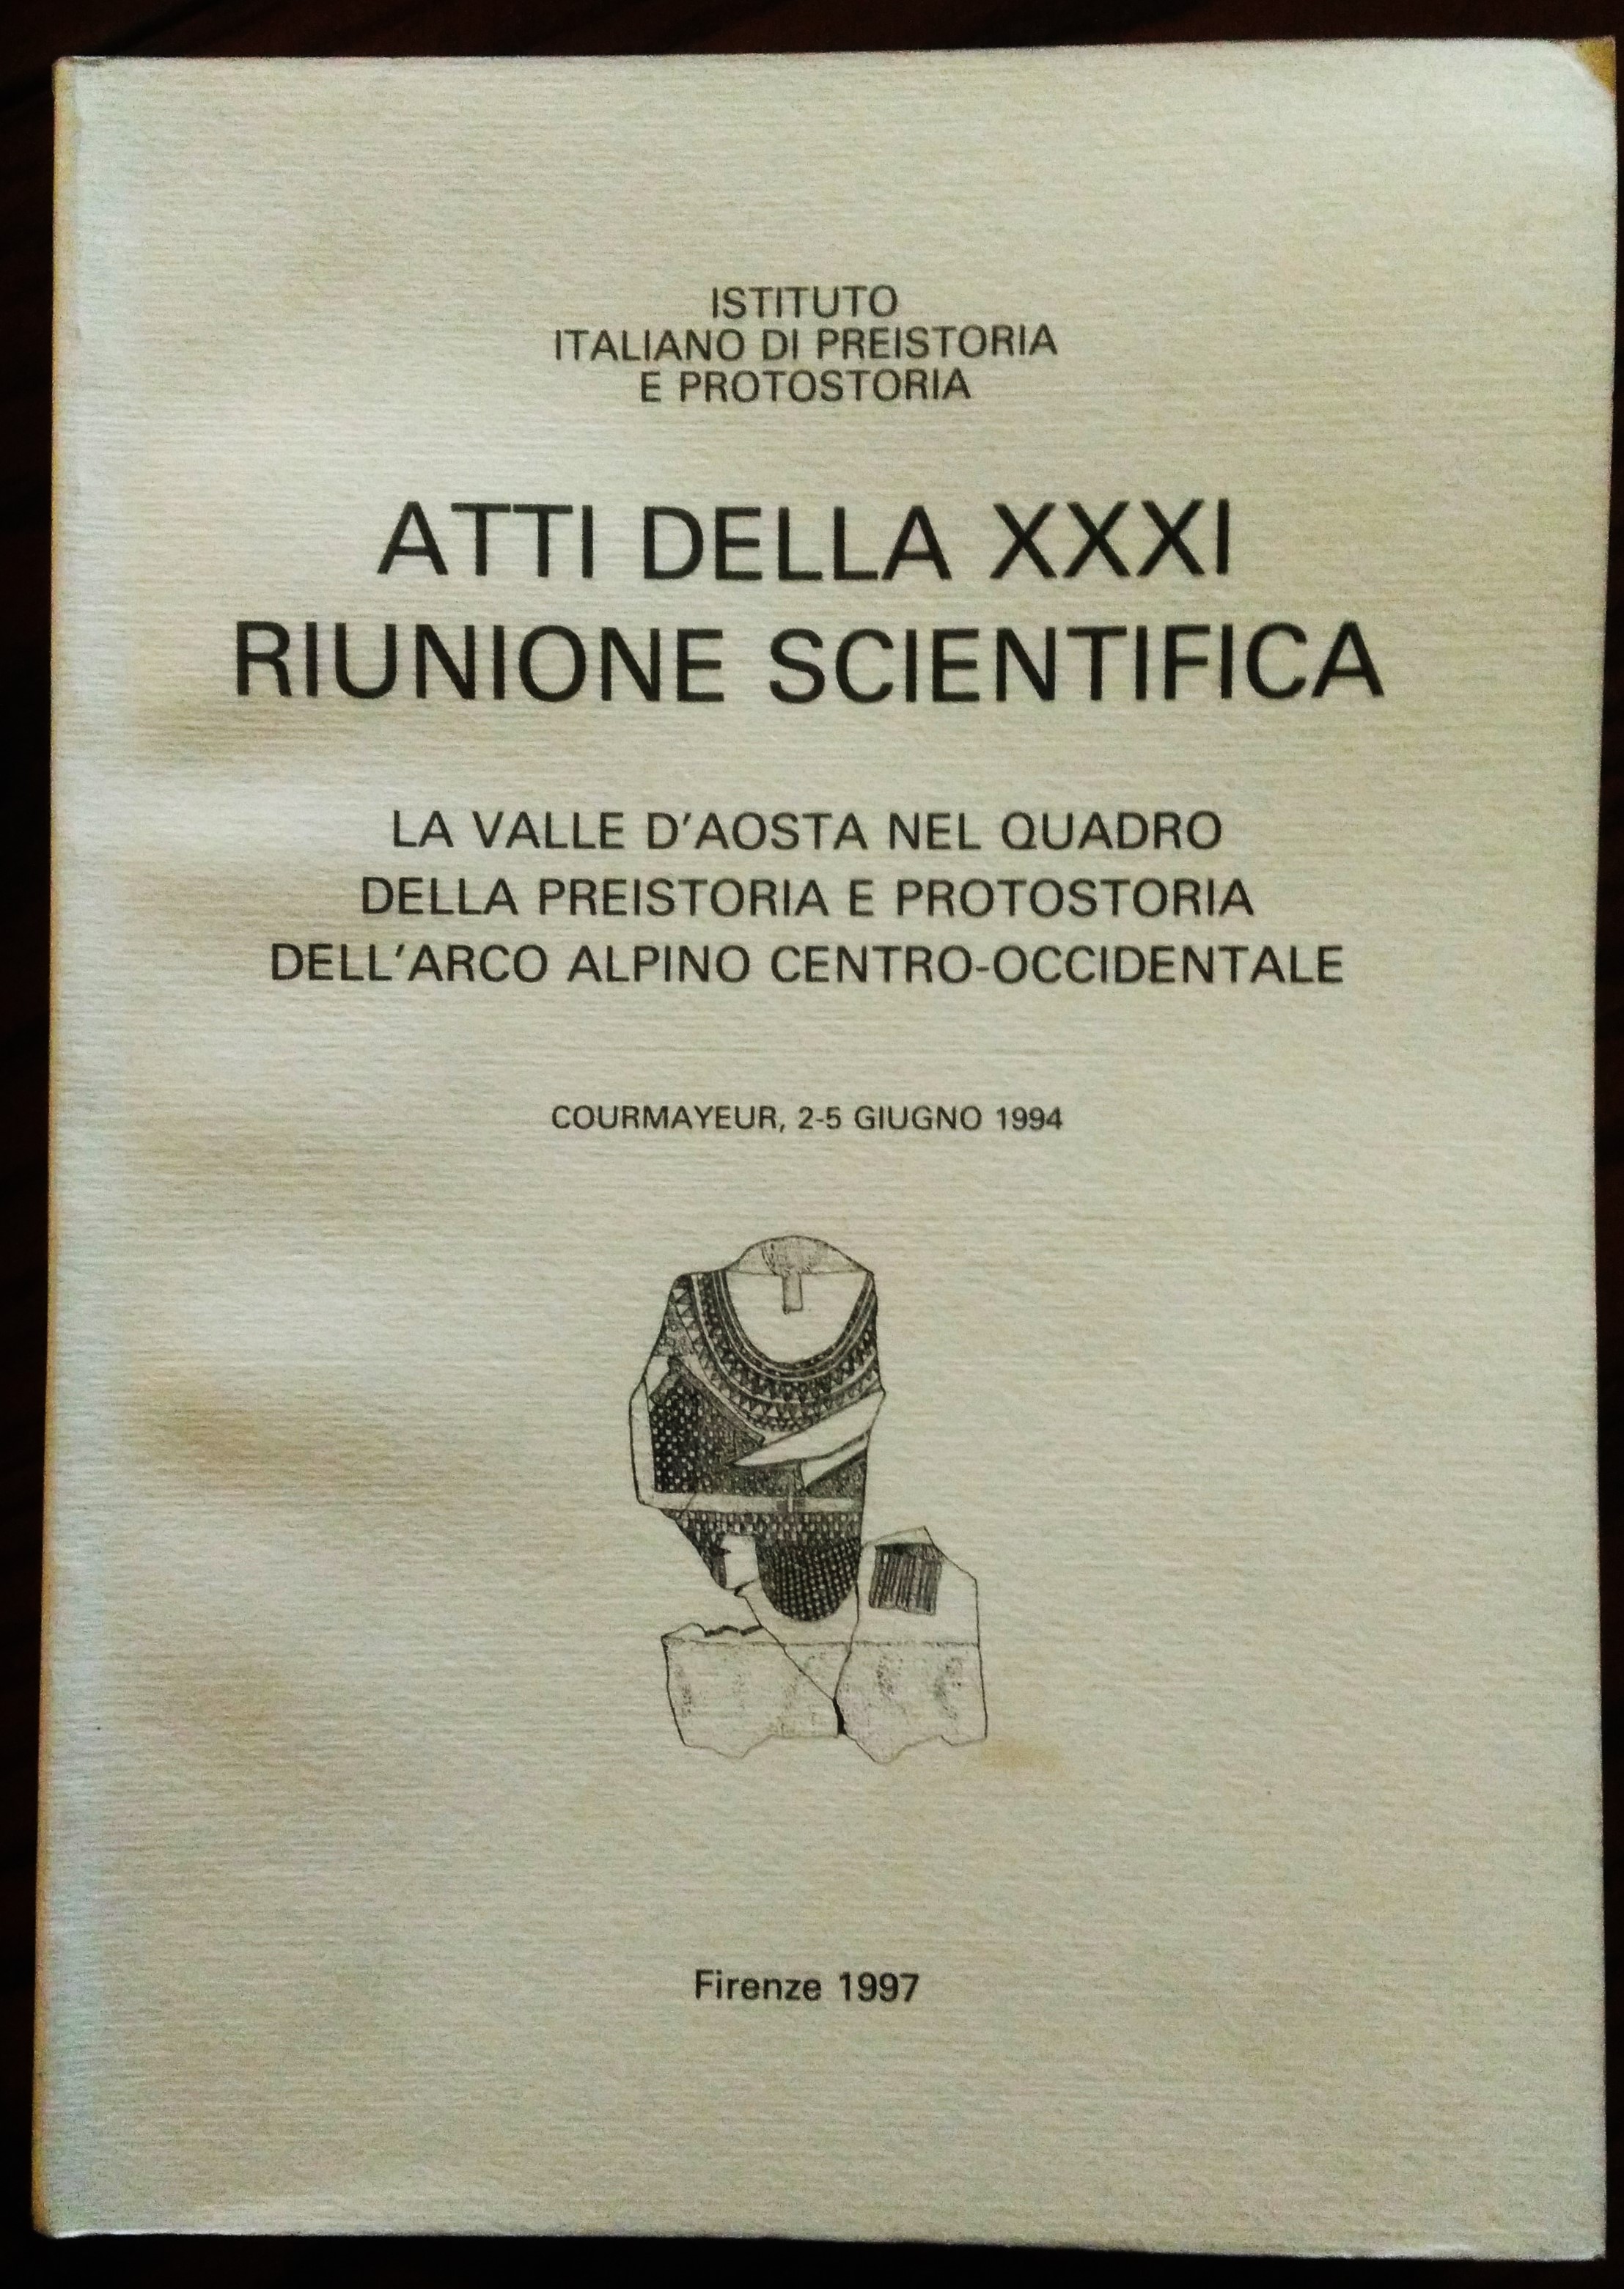 ISTITUTO
ITALIANO DI PREISTORIA
E PROTOSTORIA
ATTI DELLA XXXI
RIUNIONE SCIENTIFICA
LA VALLE D'AOSTA NEL QUADRO
DELLA PREISTORIA E PROTOSTORIA
DELL'ARCO ALPINO CENTRO-OCCIDENTALE
COURMAYEUR, 2-5 GIUGNO 1994
Firenze 1997